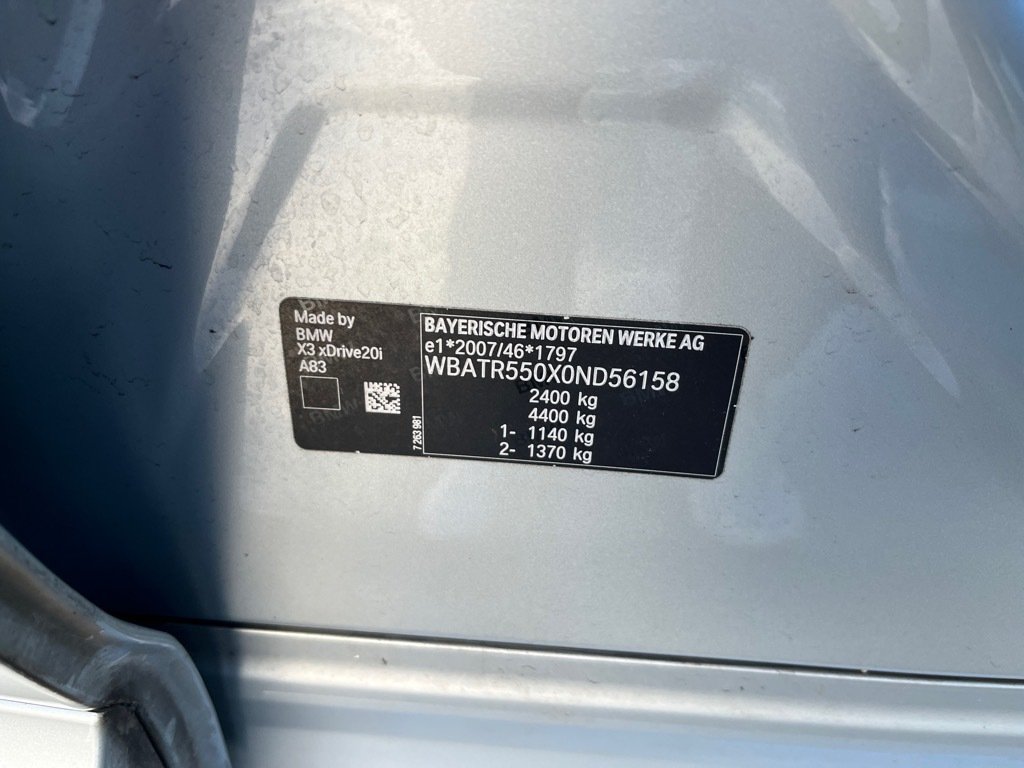 Made by
BMW
X3 xDrive20i
A83
7 263 981
BAYERISCHE MOTOREN WERKE AG
e1*2007/46*1797
WBATR550X0ND56158
2400 kg
4400 kg
1- 1140 kg
2- 1370 kg